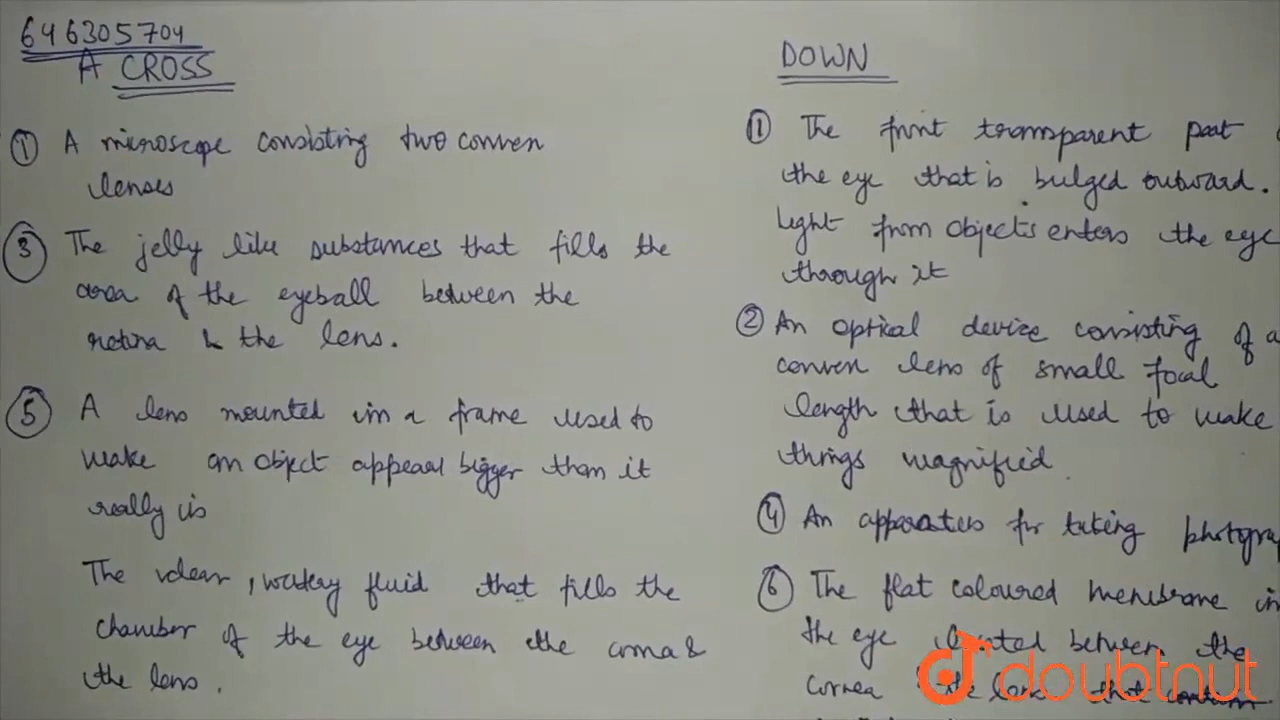 646305704
A CROSS
① A microscope consisting two convex
lenses
③ The jelly like substances that fills the
area of the eyeball between the
retina & the lens.
⑤ A lens mounted in a frame used to
make an object appear bigger than it
really is
The clear, watery fluid that fills the
chamber of the eye between the cornea &
the lens.
DOWN
① The front transparent part
the eye that is bulged outward.
light from objects enters the eye
through it
② An optical device consisting of a
convex lens of small focal
length that is used to make
things magnified.
④ An apparatus for taking photogra
⑥ The flat coloured membrane in
the eye located between the
cornea the lens that
doubtnut